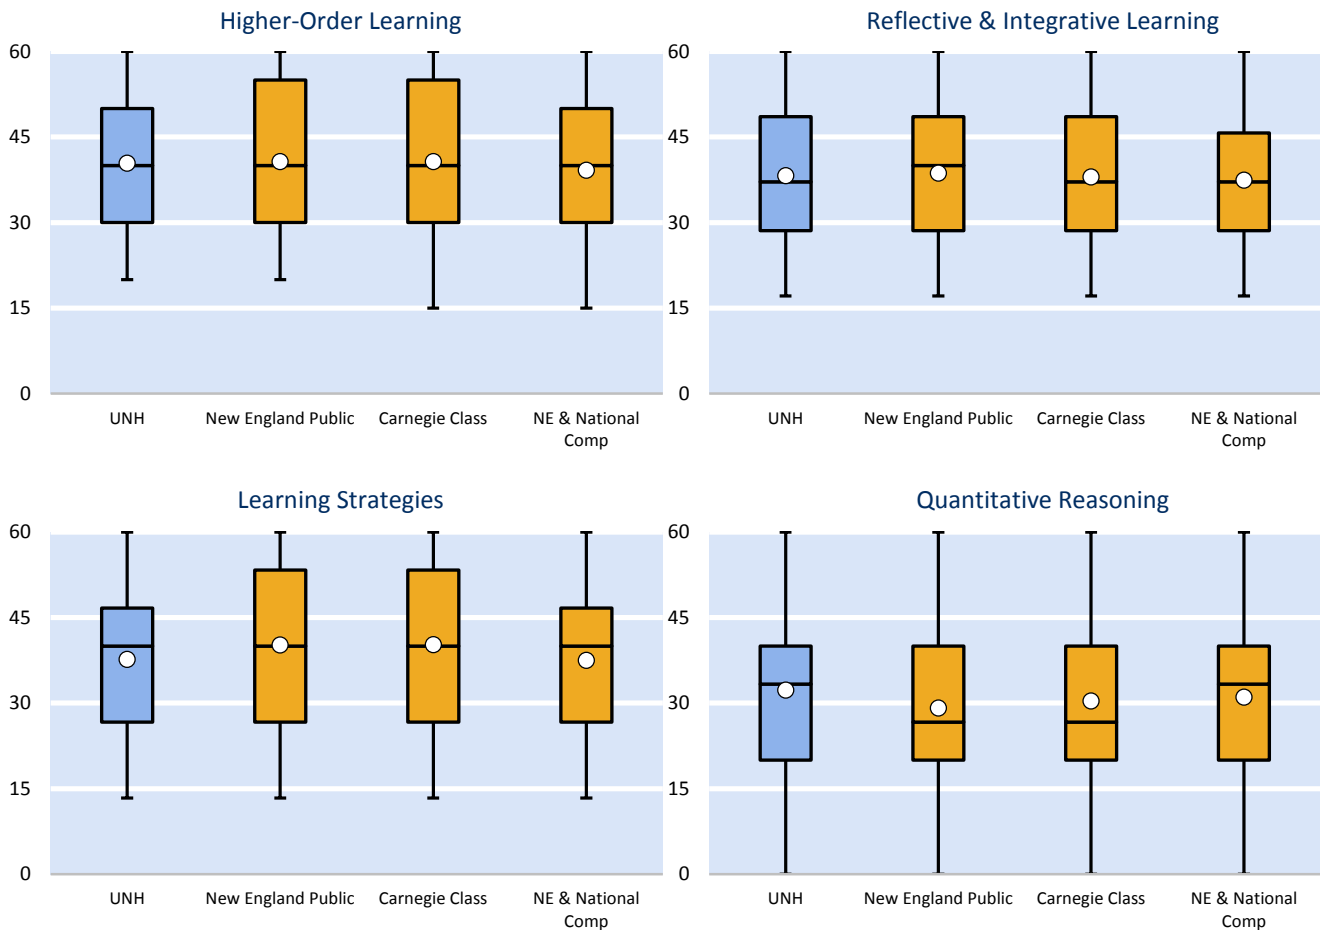 Higher-Order Learning
60
45
30
15
0
UNH
New England Public
Carnegie Class
NE & National
Comp
Reflective & Integrative Learning
60
45
30
15
0
UNH
New England Public
Carnegie Class
NE & National
Comp
Learning Strategies
60
45
30
15
0
UNH
New England Public
Carnegie Class
NE & National
Comp
Quantitative Reasoning
60
45
30
15
0
UNH
New England Public
Carnegie Class
NE & National
Comp